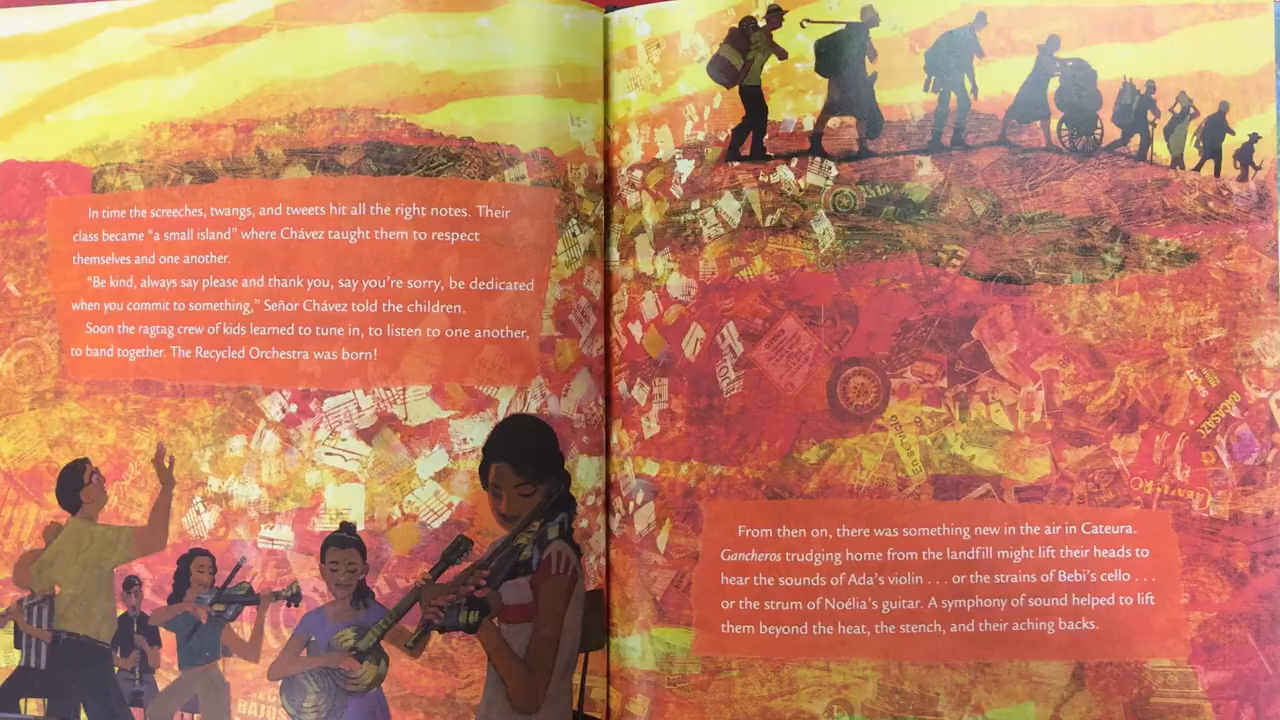 In time the screeches, twangs, and tweets hit all the right notes. Their
class became “a small island” where Chávez taught them to respect
themselves and one another.
“Be kind, always say please and thank you, say you’re sorry, be dedicated
when you commit to something,” Señor Chávez told the children.
Soon the ragtag crew of kids learned to tune in, to listen to one another,
to band together. The Recycled Orchestra was born!
From then on, there was something new in the air in Cateura.
Gancheros trudging home from the landfill might lift their heads to
hear the sounds of Ada’s violin . . . or the strains of Bebi’s cello . . .
or the strum of Noélia’s guitar. A symphony of sound helped to lift
them beyond the heat, the stench, and their aching backs.